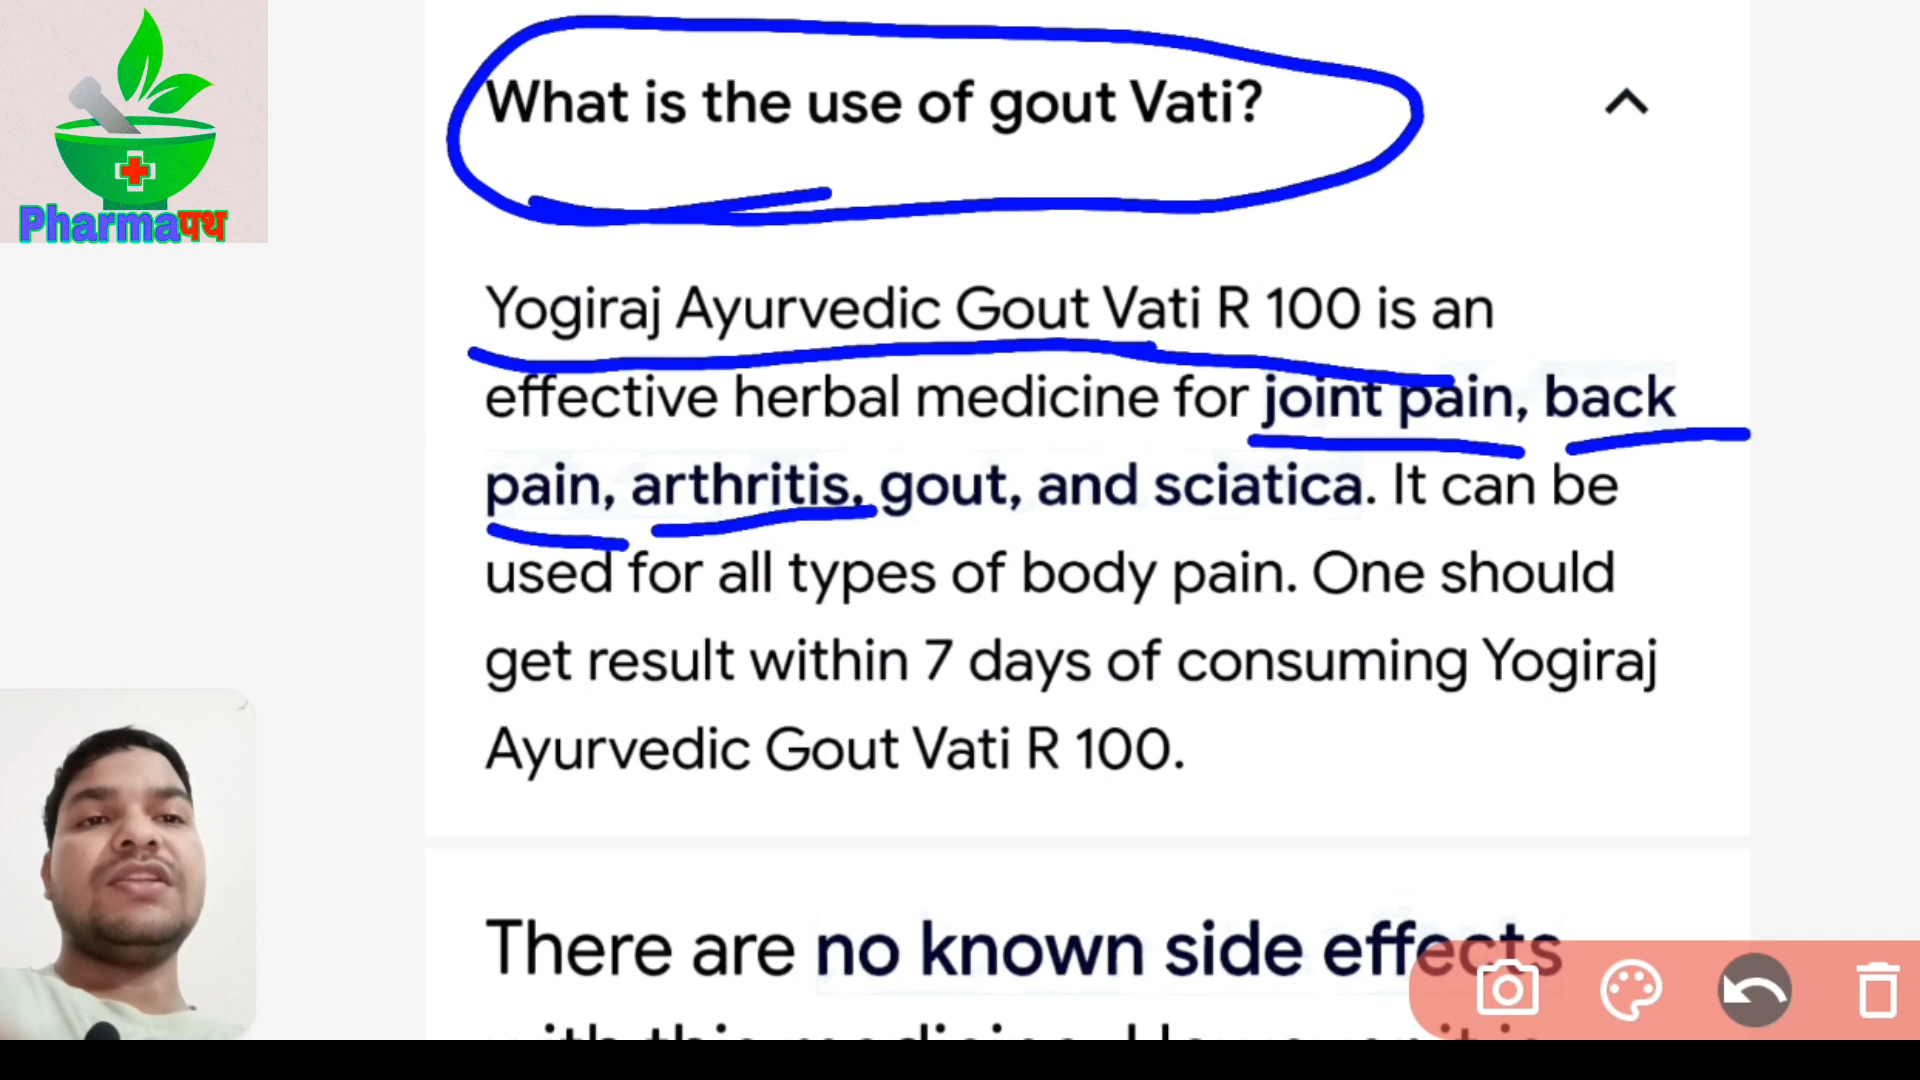 Pharmaपथ
What is the use of gout Vati?
Yogiraj Ayurvedic Gout Vati R 100 is an
effective herbal medicine for joint pain, back
pain, arthritis, gout, and sciatica. It can be
used for all types of body pain. One should
get result within 7 days of consuming Yogiraj
Ayurvedic Gout Vati R 100.
There are no known side effects